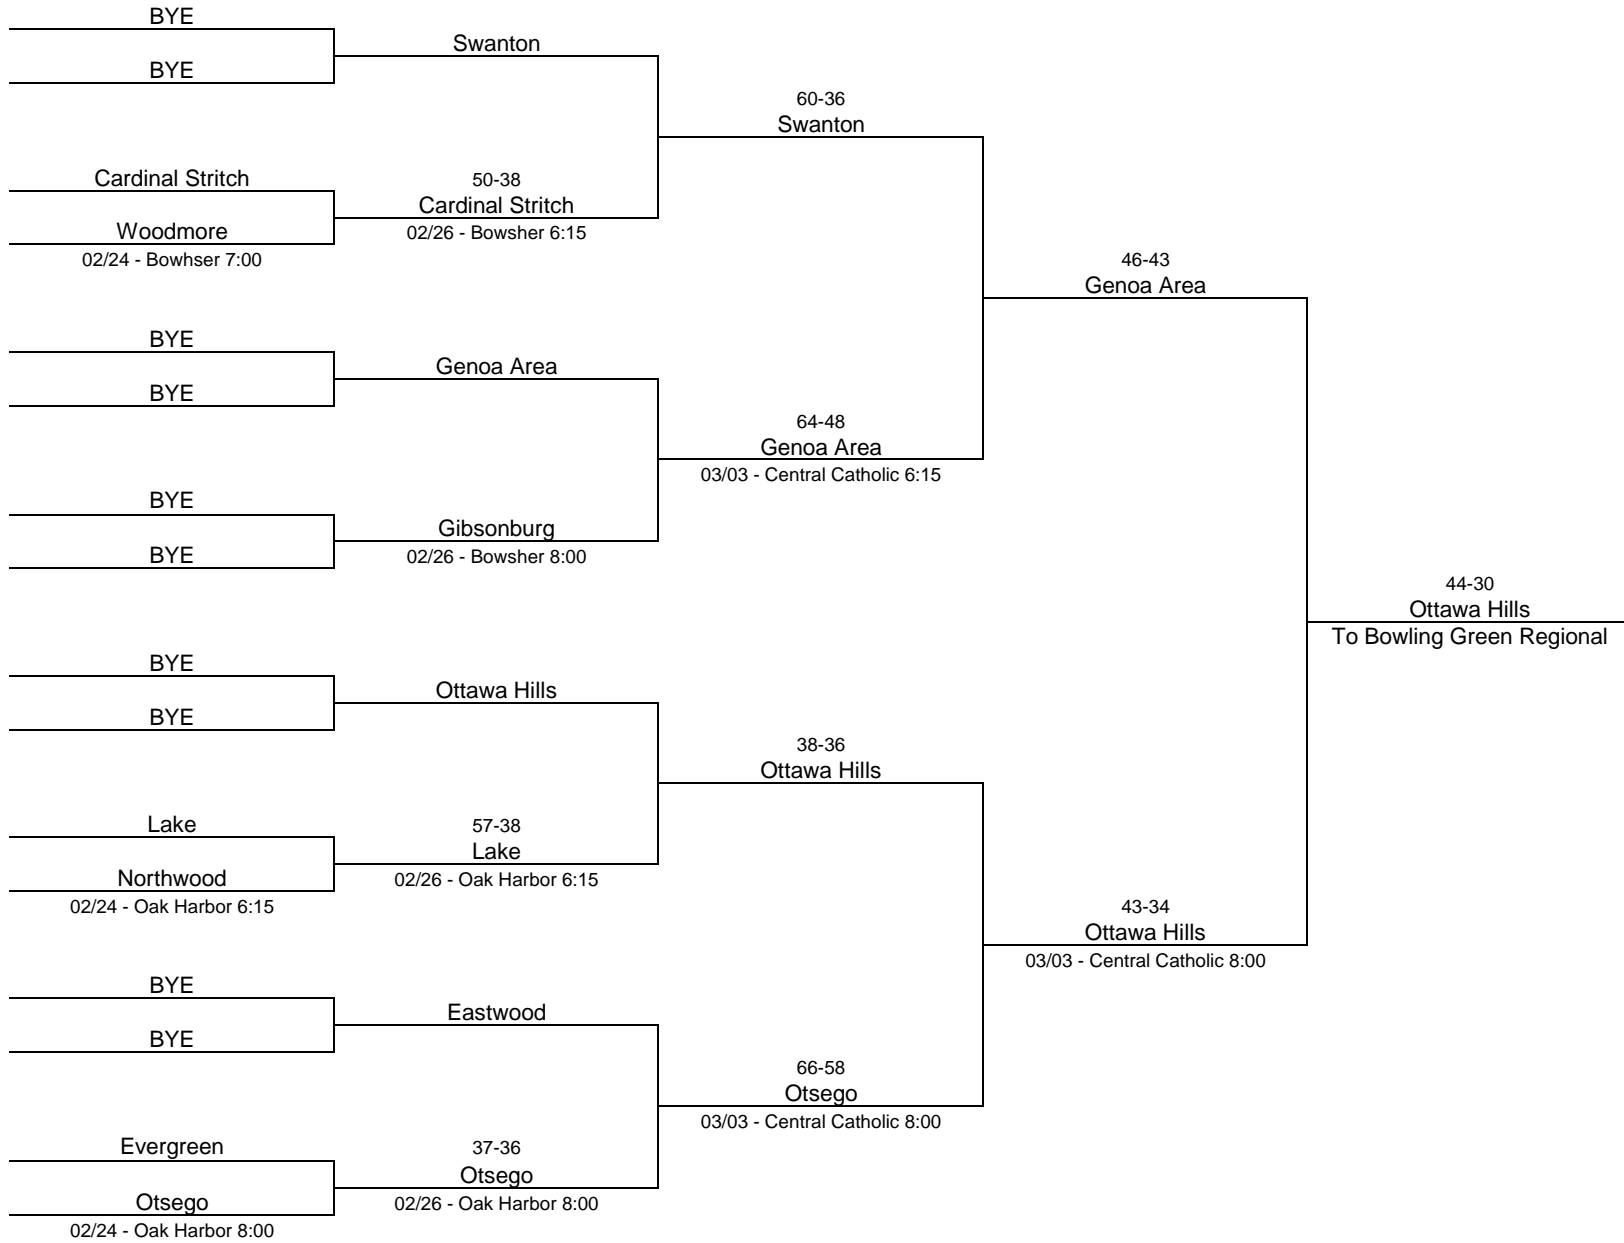 BYE
BYE
Cardinal Stritch
Woodmore
02/24 - Bowhser 7:00
BYE
BYE
BYE
BYE
BYE
BYE
Lake
Northwood
02/24 - Oak Harbor 6:15
BYE
BYE
Evergreen
Otsego
02/24 - Oak Harbor 8:00
Swanton
50-38
Cardinal Stritch
02/26 - Bowsher 6:15
Genoa Area
Gibsonburg
02/26 - Bowsher 8:00
Ottawa Hills
57-38
Lake
02/26 - Oak Harbor 6:15
Eastwood
37-36
Otsego
02/26 - Oak Harbor 8:00
60-36
Swanton
64-48
Genoa Area
03/03 - Central Catholic 6:15
38-36
Ottawa Hills
66-58
Otsego
03/03 - Central Catholic 8:00
46-43
Genoa Area
43-34
Ottawa Hills
03/03 - Central Catholic 8:00
44-30
Ottawa Hills
To Bowling Green Regional